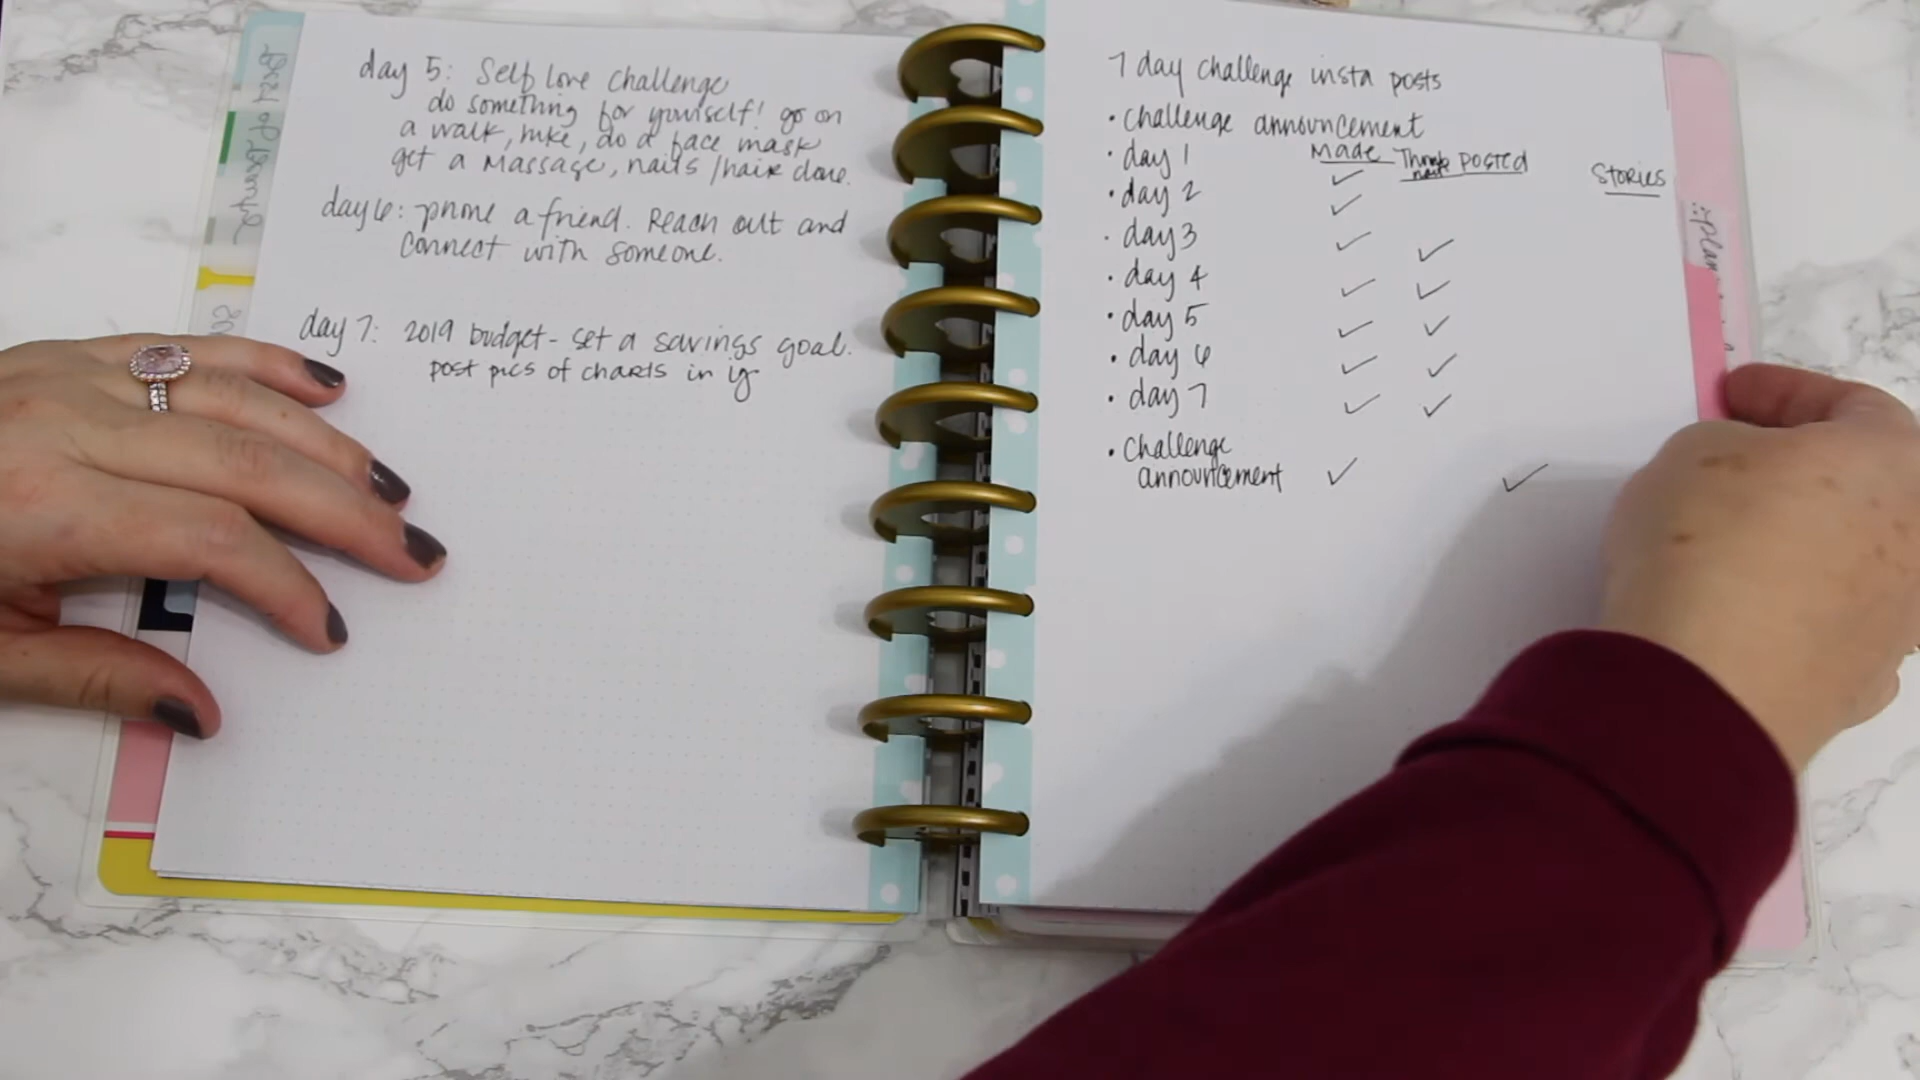 day 5: Self love challenge
do something for yourself! go on
a walk, hike, do a face mask
get a massage, nails/hair done.
day 6: phone a friend. Reach out and
connect with someone.
day 7: 2019 budget - set a savings goal.
post pics of charts in ig
7 day challenge insta posts
• challenge announcement
• day 1 Made Thumb nail POSTED Stories
• day 2 ✓
✓
• day 3 ✓ ✓
• day 4 ✓ ✓
• day 5 ✓ ✓
• day 6 ✓ ✓
• day 7 ✓ ✓
• Challenge
announcement ✓ ✓